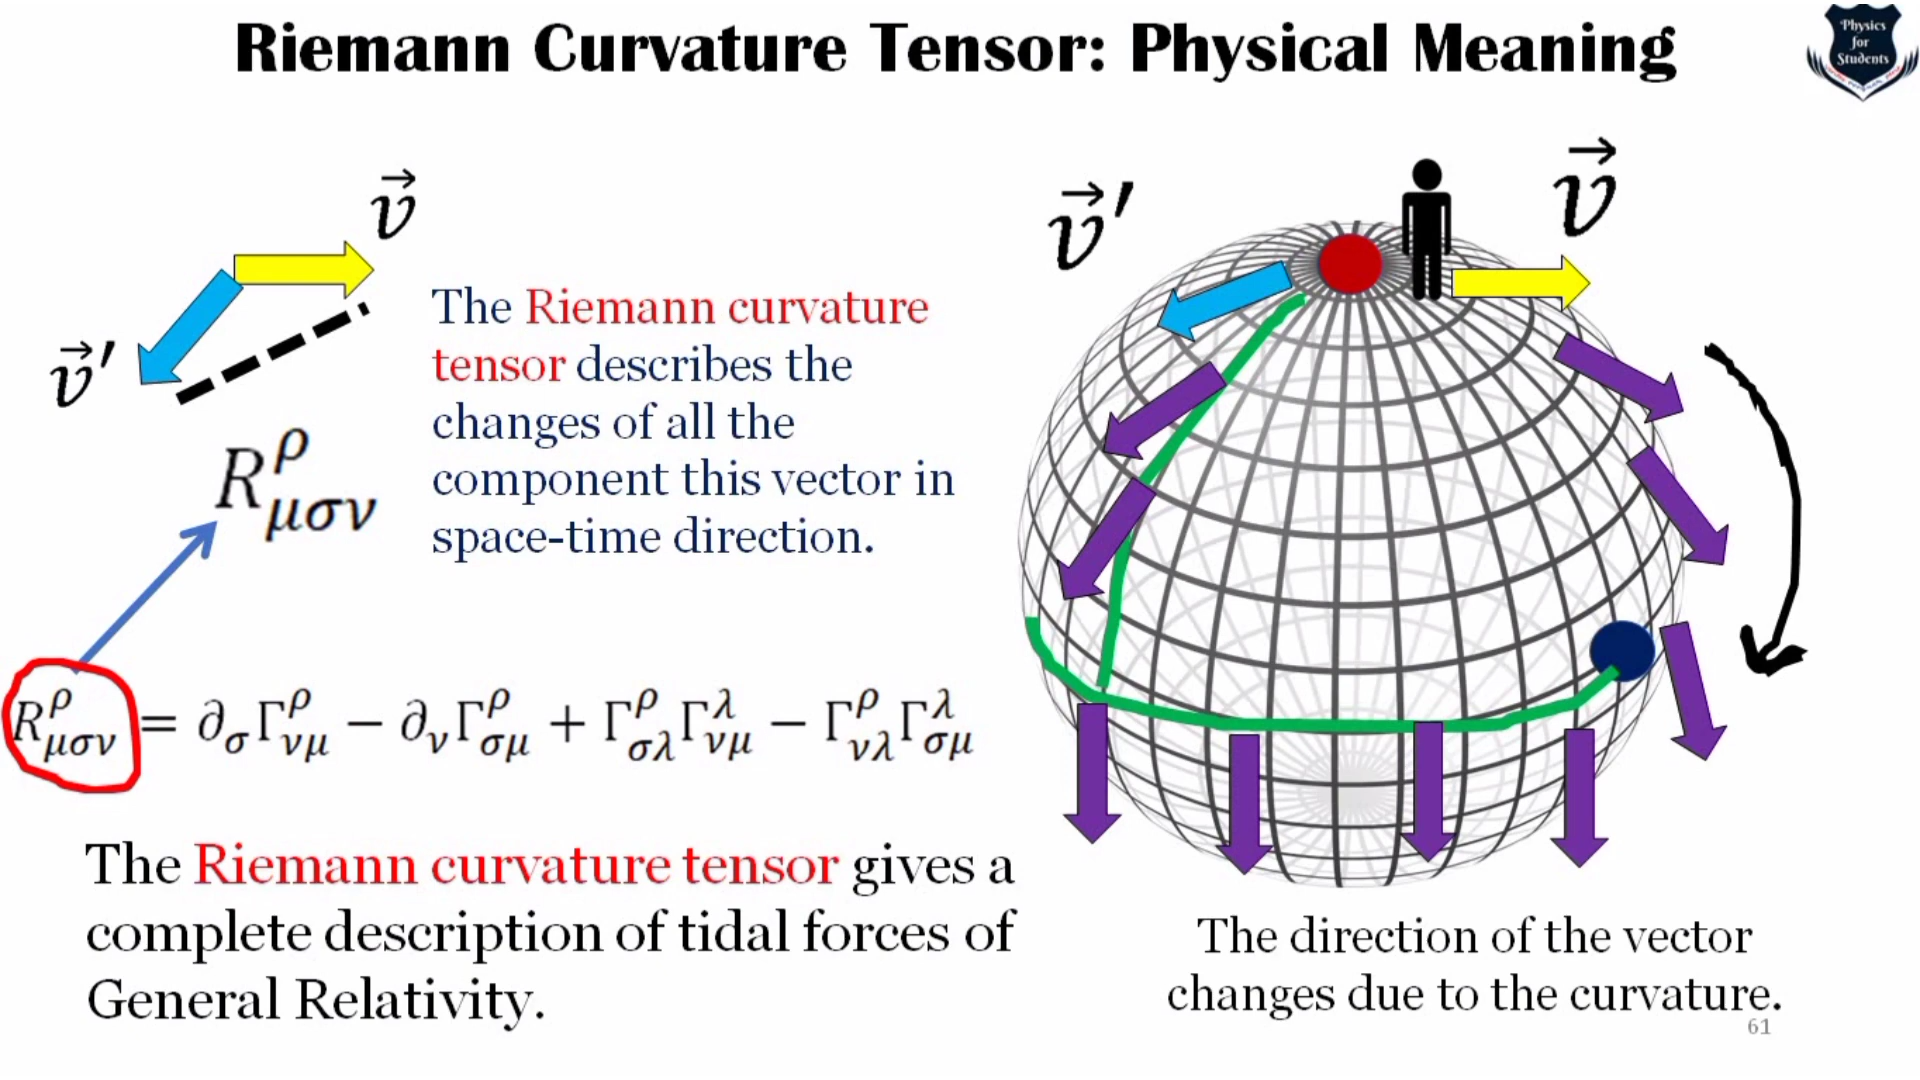 Riemann Curvature Tensor: Physical Meaning
Physics
for
Students
v⃗
v⃗′
The Riemann curvature
tensor describes the
changes of all the
component this vector in
space-time direction.
R^ρ_μσν
R^ρ_μσν = ∂_σΓ^ρ_νμ − ∂_νΓ^ρ_σμ + Γ^ρ_σλΓ^λ_νμ − Γ^ρ_νλΓ^λ_σμ
The Riemann curvature tensor gives a
complete description of tidal forces of
General Relativity.
v⃗′
v⃗
The direction of the vector
changes due to the curvature.
61